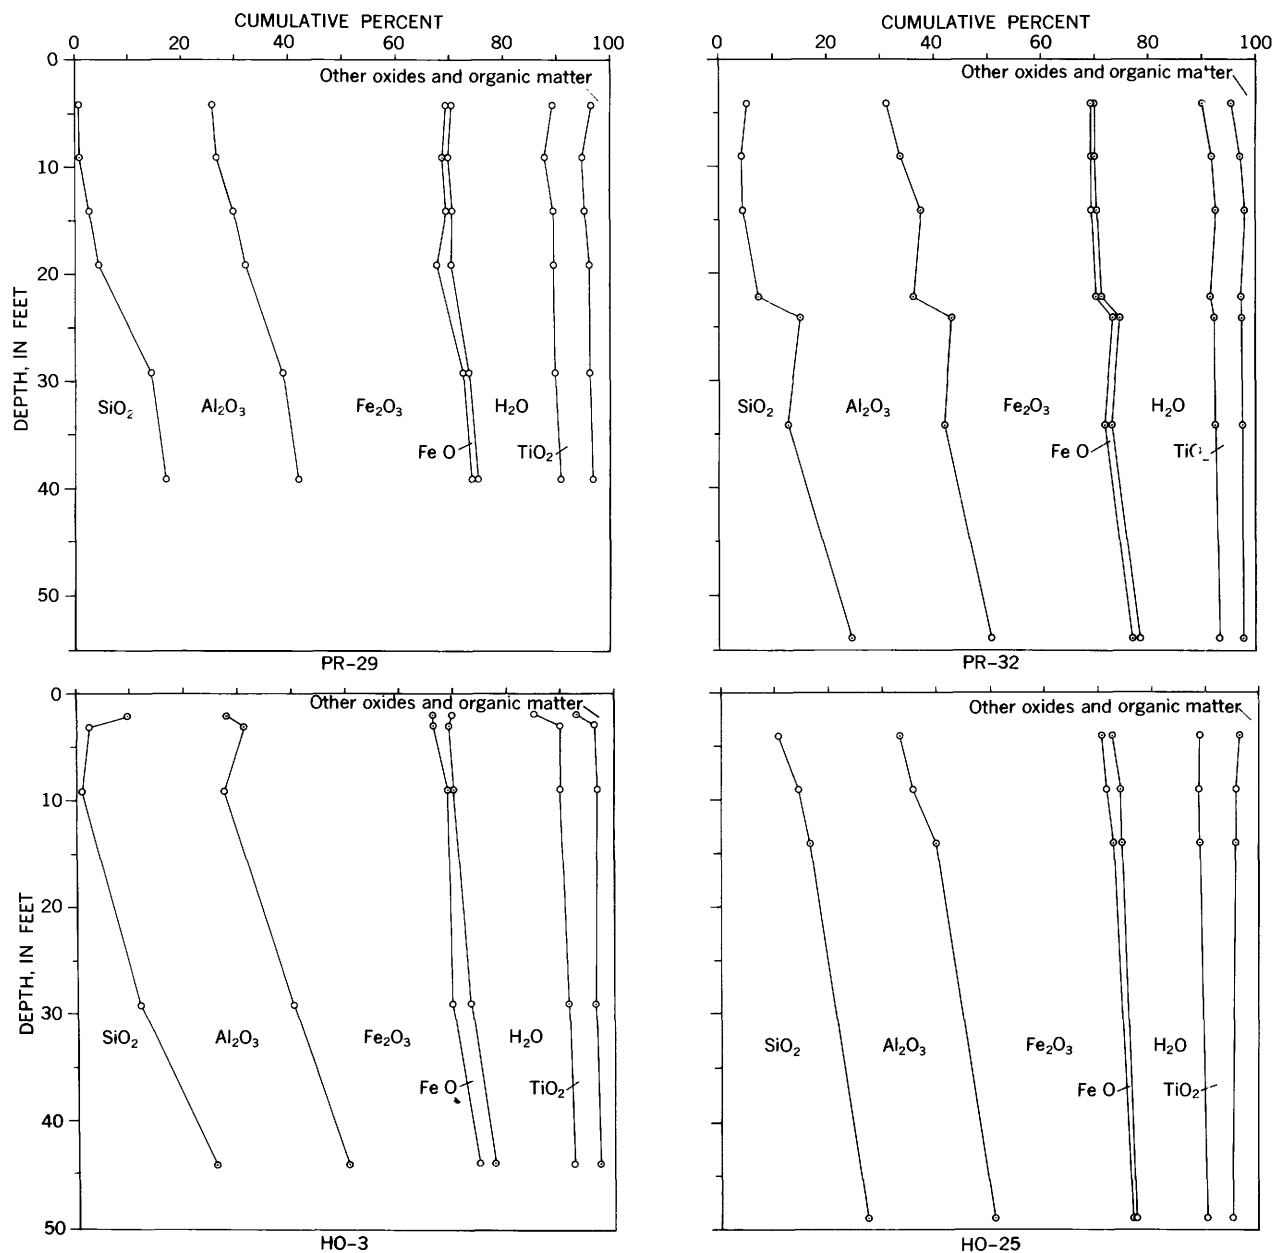 CUMULATIVE PERCENT
0 20 40 60 80 100
0
Other oxides and organic matter
10
20
30
40
50
DEPTH, IN FEET
SiO₂ Al₂O₃ Fe₂O₃ H₂O
Fe O TiO₂
PR-29
CUMULATIVE PERCENT
0 20 40 60 80 100
Other oxides and organic matter
SiO₂ Al₂O₃ Fe₂O₃ H₂O
Fe O
PR-32
0
Other oxides and organic matter
10
20
30
40
50
DEPTH, IN FEET
SiO₂ Al₂O₃ Fe₂O₃ H₂O
Fe O TiO₂
HO-3
Other oxides and organic matter
SiO₂ Al₂O₃ Fe₂O₃ H₂O
Fe O TiO₂
HO-25